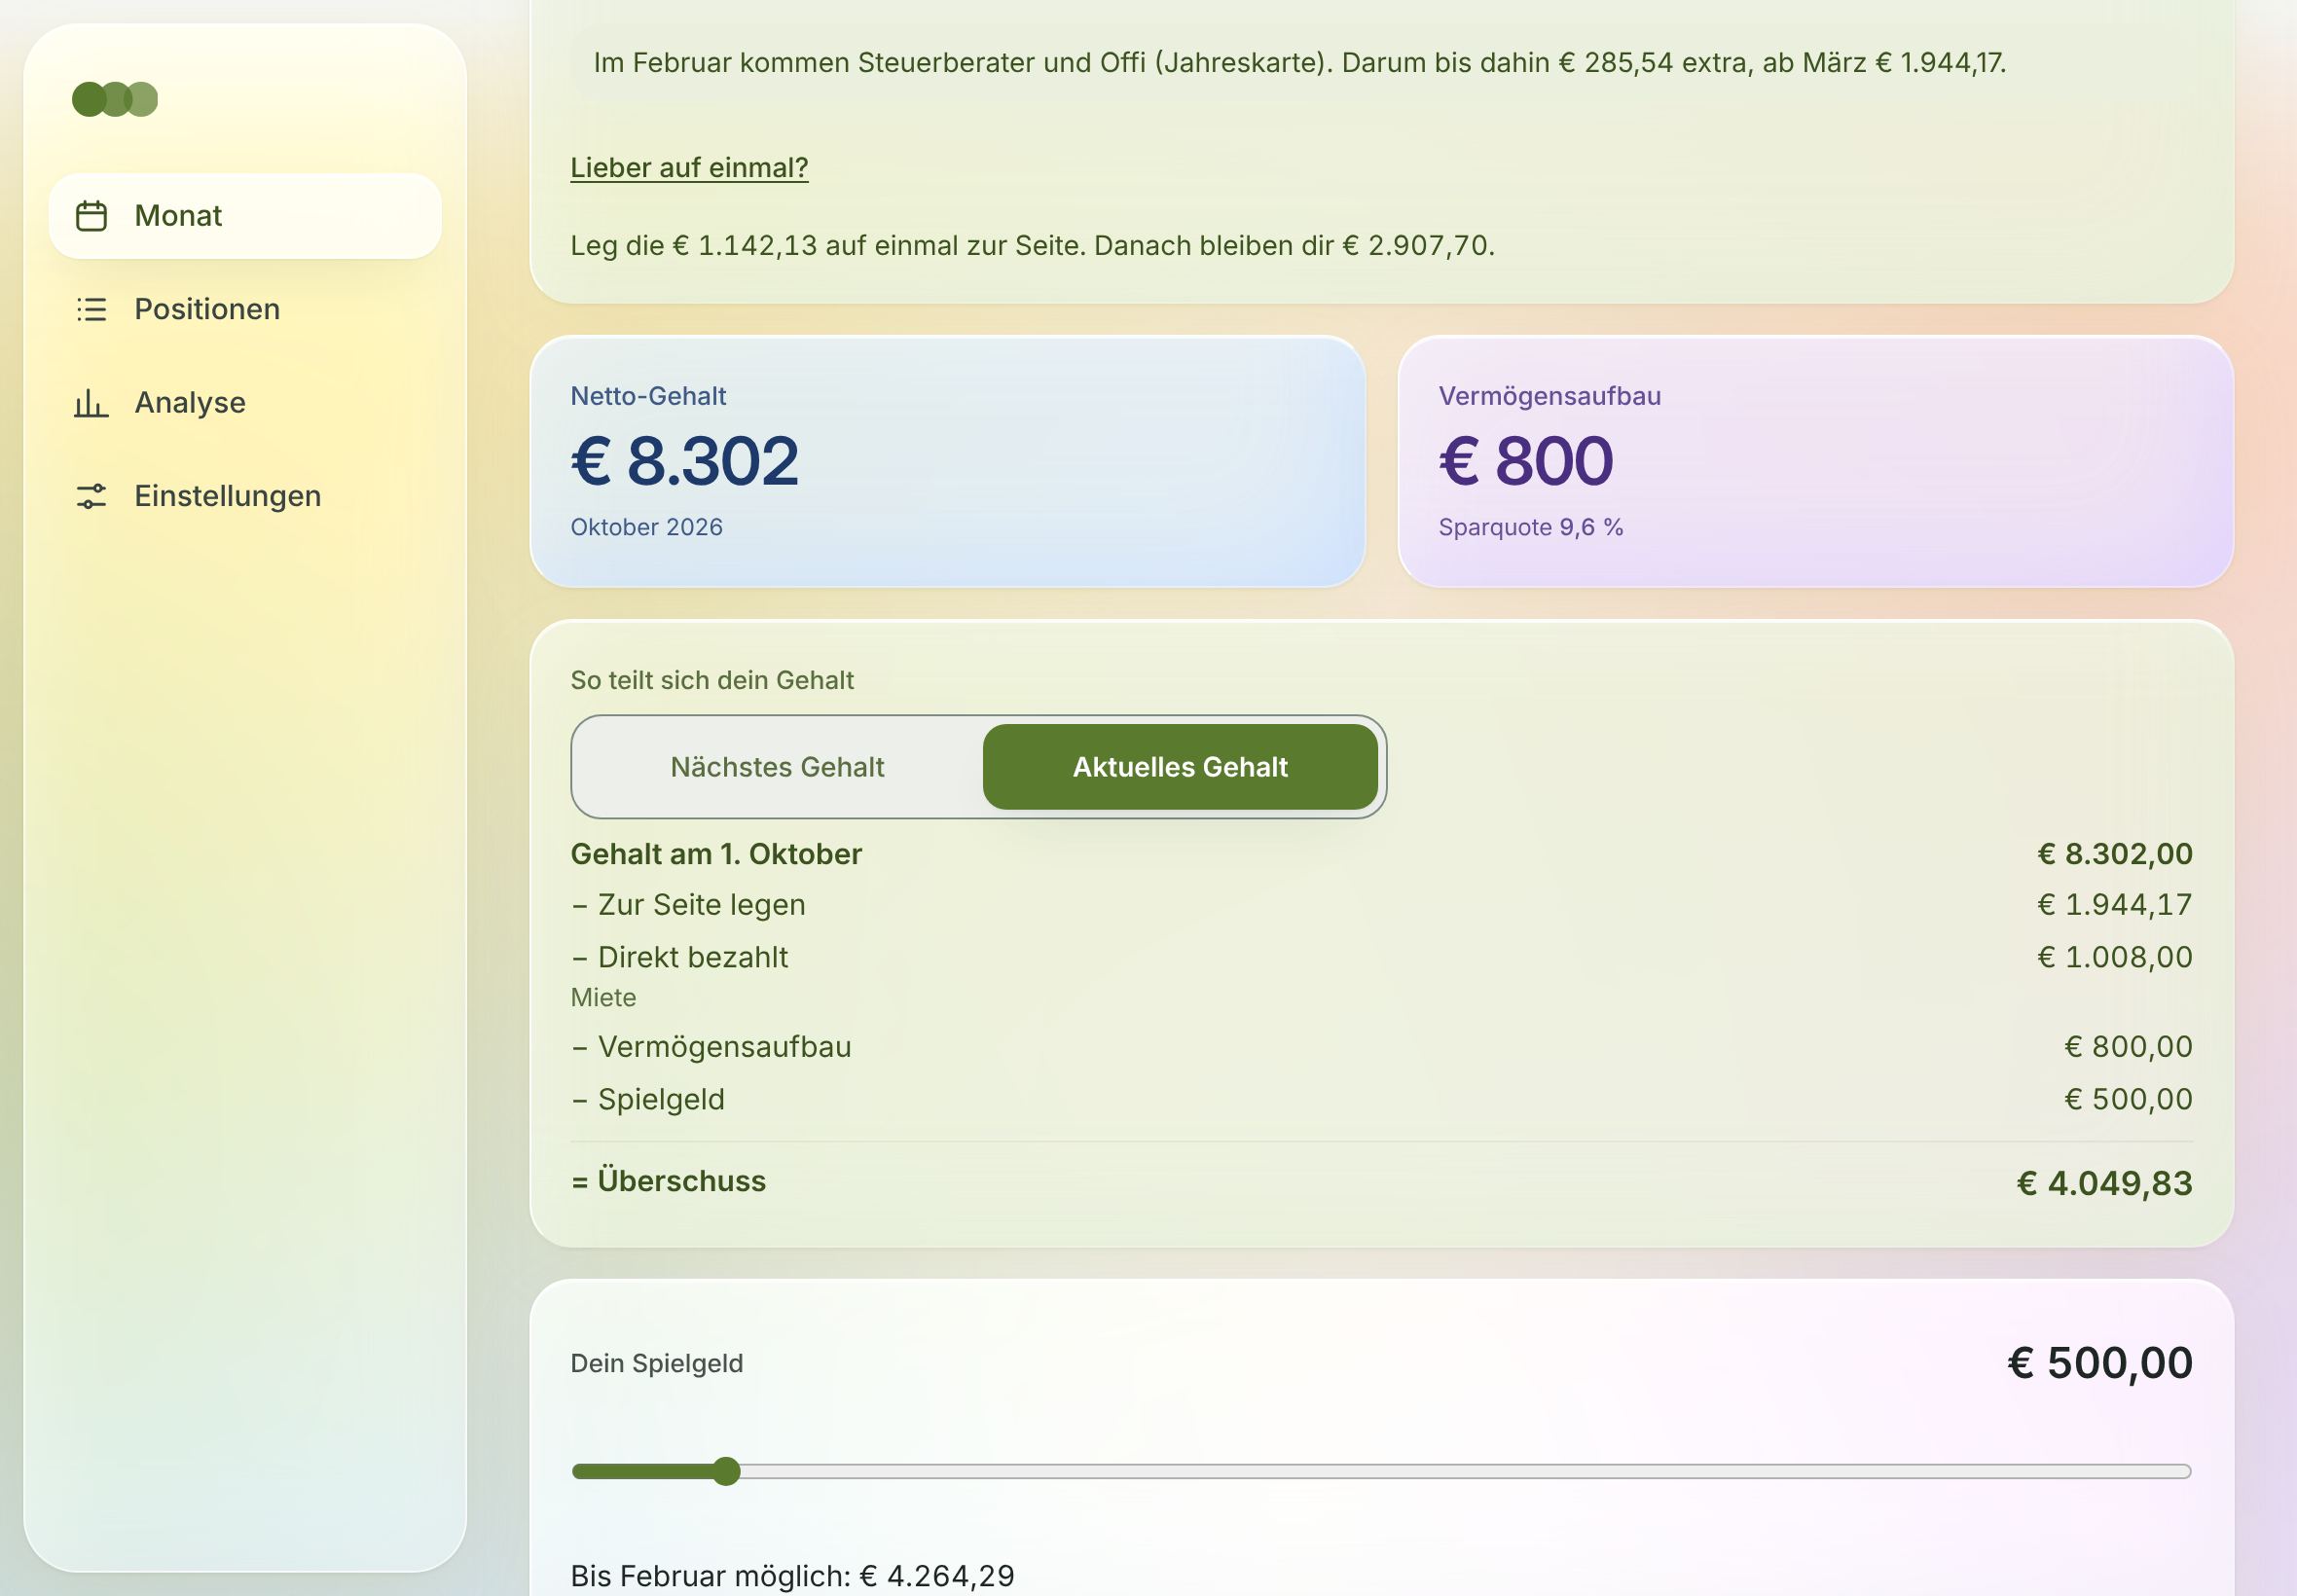 Im Februar kommen Steuerberater und Offi (Jahreskarte). Darum bis dahin € 285,54 extra, ab März € 1.944,17.
Lieber auf einmal?
Leg die € 1.142,13 auf einmal zur Seite. Danach bleiben dir € 2.907,70.
Monat
Positionen
Analyse
Einstellungen
Netto-Gehalt
€ 8.302
Oktober 2026
Vermögensaufbau
€ 800
Sparquote 9,6 %
So teilt sich dein Gehalt
Nächstes Gehalt
Aktuelles Gehalt
Gehalt am 1. Oktober € 8.302,00
– Zur Seite legen € 1.944,17
– Direkt bezahlt € 1.008,00
Miete
– Vermögensaufbau € 800,00
– Spielgeld € 500,00
= Überschuss € 4.049,83
Dein Spielgeld € 500,00
Bis Februar möglich: € 4.264,29